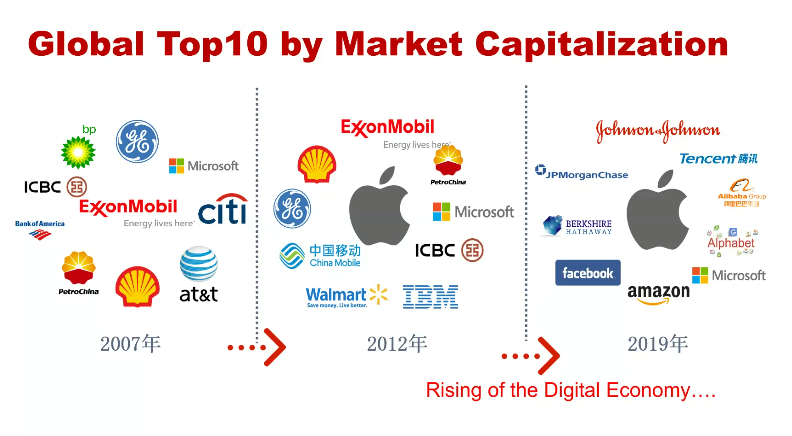 Global Top10 by Market Capitalization
bp
Microsoft
ICBC
ExxonMobil
Energy lives here
citi
Bank of America
PetroChina
at&t
2007年
ExxonMobil
Energy lives here
PetroChina
Microsoft
中国移动
China Mobile
ICBC
Walmart
Save money. Live better.
IBM
2012年
Johnson & Johnson
Tencent 腾讯
JPMorganChase
Alibaba Group
阿里巴巴集团
BERKSHIRE
HATHAWAY
Alphabet
facebook
Microsoft
amazon
2019年
Rising of the Digital Economy….